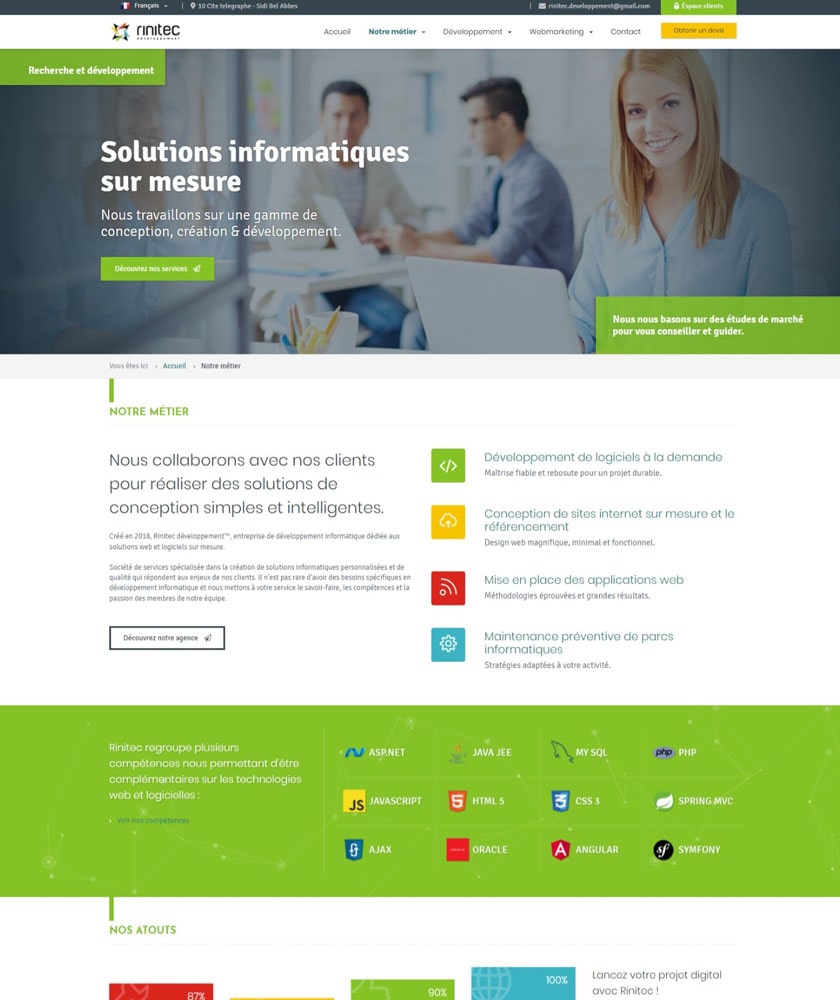 Français
10 Cite telegraphe - Sidi Bel Abbes
rinitec.developpement@gmail.com
Espace clients
rinitec
développement
Accueil
Notre métier
Développement
Webmarketing
Contact
Obtenir un devis
Recherche et développement
Solutions informatiques
sur mesure
Nous travaillons sur une gamme de
conception, création & développement.
Découvrez nos services
Nous nous basons sur des études de marché
pour vous conseiller et guider.
Vous êtes ici › Accueil › Notre métier
NOTRE MÉTIER
Nous collaborons avec nos clients
pour réaliser des solutions de
conception simples et intelligentes.
Créé en 2018, Rinitec développement™, entreprise de développement informatique dédiée aux
solutions web et logiciels sur mesure.
Société de services spécialisée dans la création de solutions informatiques personnalisées et de
qualité qui répondent aux enjeux de nos clients. Il n'est pas rare d'avoir des besoins spécifiques en
développement informatique et nous mettons à votre service le savoir-faire, les compétences et la
passion des membres de notre équipe.
Découvrez notre agence
Développement de logiciels à la demande
Maîtrise fiable et reboste pour un projet durable.
Conception de sites internet sur mesure et le
référencement
Design web magnifique, minimal et fonctionnel.
Mise en place des applications web
Méthodologies éprouvées et grandes résultats.
Maintenance préventive de parcs
informatiques
Stratégies adaptées à votre activité.
Rinitec regroupe plusieurs
compétences nous permettant d'être
complémentaires sur les technologies
web et logicielles :
Voir nos compétences
ASP.NET
JAVA JEE
MY SQL
php PHP
JS JAVASCRIPT
HTML 5
CSS 3
SPRING MVC
AJAX
ORACLE
ANGULAR
sf SYMFONY
NOS ATOUTS
87%
90%
100%
Lancez votre projet digital
avec Rinitec !